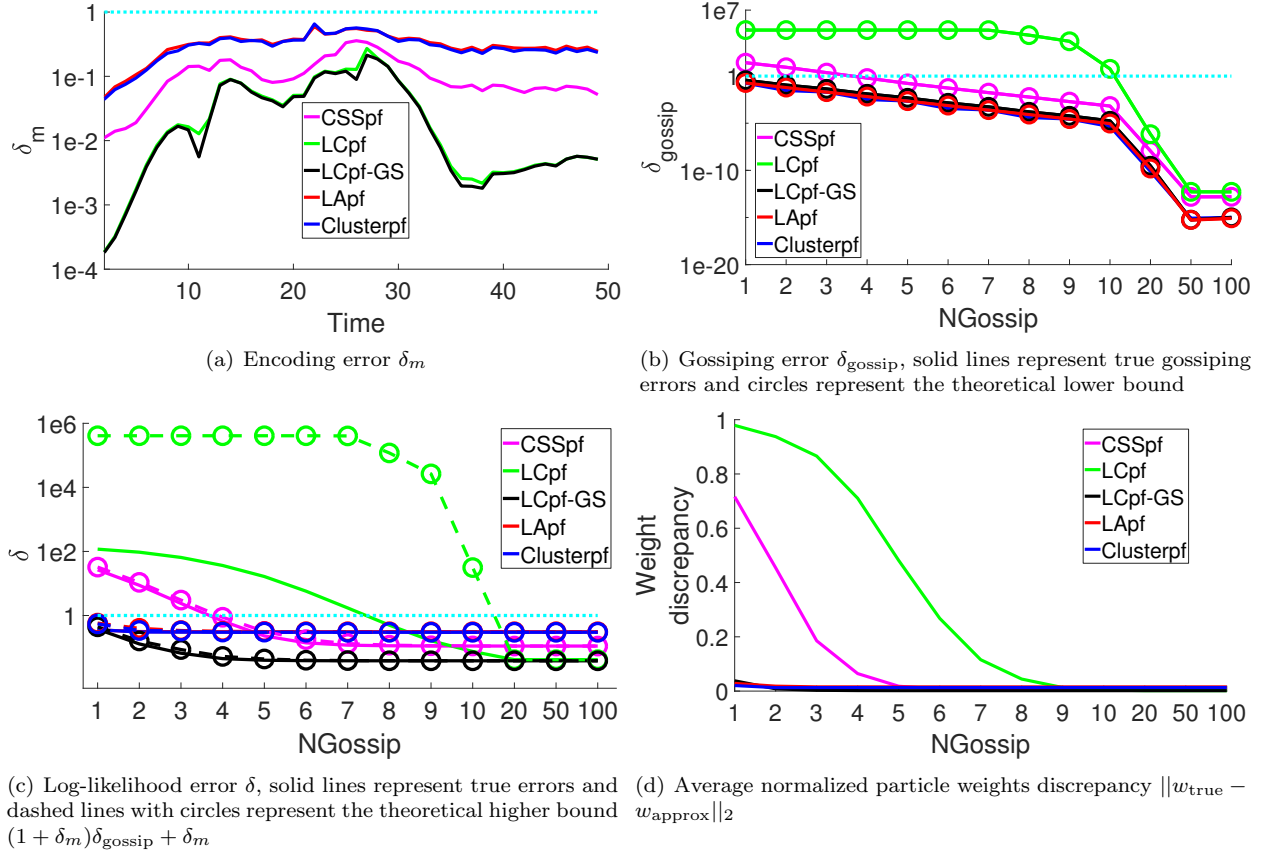 1
1e-1
1e-2
1e-3
1e-4
δm
10
20
30
40
50
Time
CSSpf
LCpf
LCpf-GS
LApf
Clusterpf
(a) Encoding error δm
1e7
1
1e-10
1e-20
δgossip
1 2 3 4 5 6 7 8 9 10 20 50 100
NGossip
CSSpf
LCpf
LCpf-GS
LApf
Clusterpf
(b) Gossiping error δgossip, solid lines represent true gossiping
errors and circles represent the theoretical lower bound
1e6
1e4
1e2
1
δ
1 2 3 4 5 6 7 8 9 10 20 50 100
NGossip
CSSpf
LCpf
LCpf-GS
LApf
Clusterpf
(c) Log-likelihood error δ, solid lines represent true errors and
dashed lines with circles represent the theoretical higher bound
(1 + δm)δgossip + δm
1
0.8
0.6
0.4
0.2
0
Weight
discrepancy
1 2 3 4 5 6 7 8 9 10 20 50 100
NGossip
CSSpf
LCpf
LCpf-GS
LApf
Clusterpf
(d) Average normalized particle weights discrepancy ||wtrue −
wapprox||2